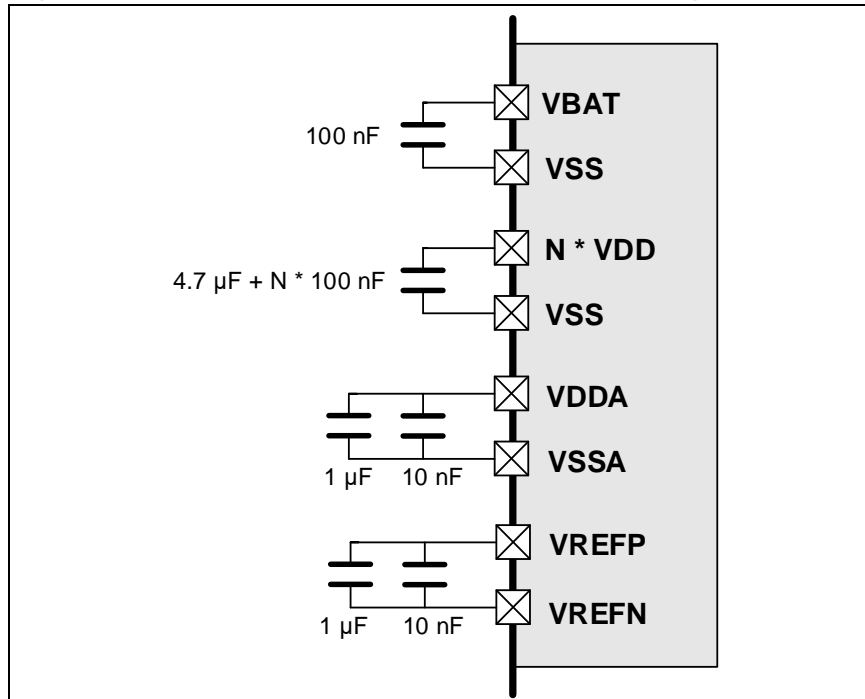 VBAT
100 nF
VSS
N * VDD
4.7 µF + N * 100 nF
VSS
VDDA
1 µF 10 nF
VSSA
VREFP
1 µF 10 nF
VREFN